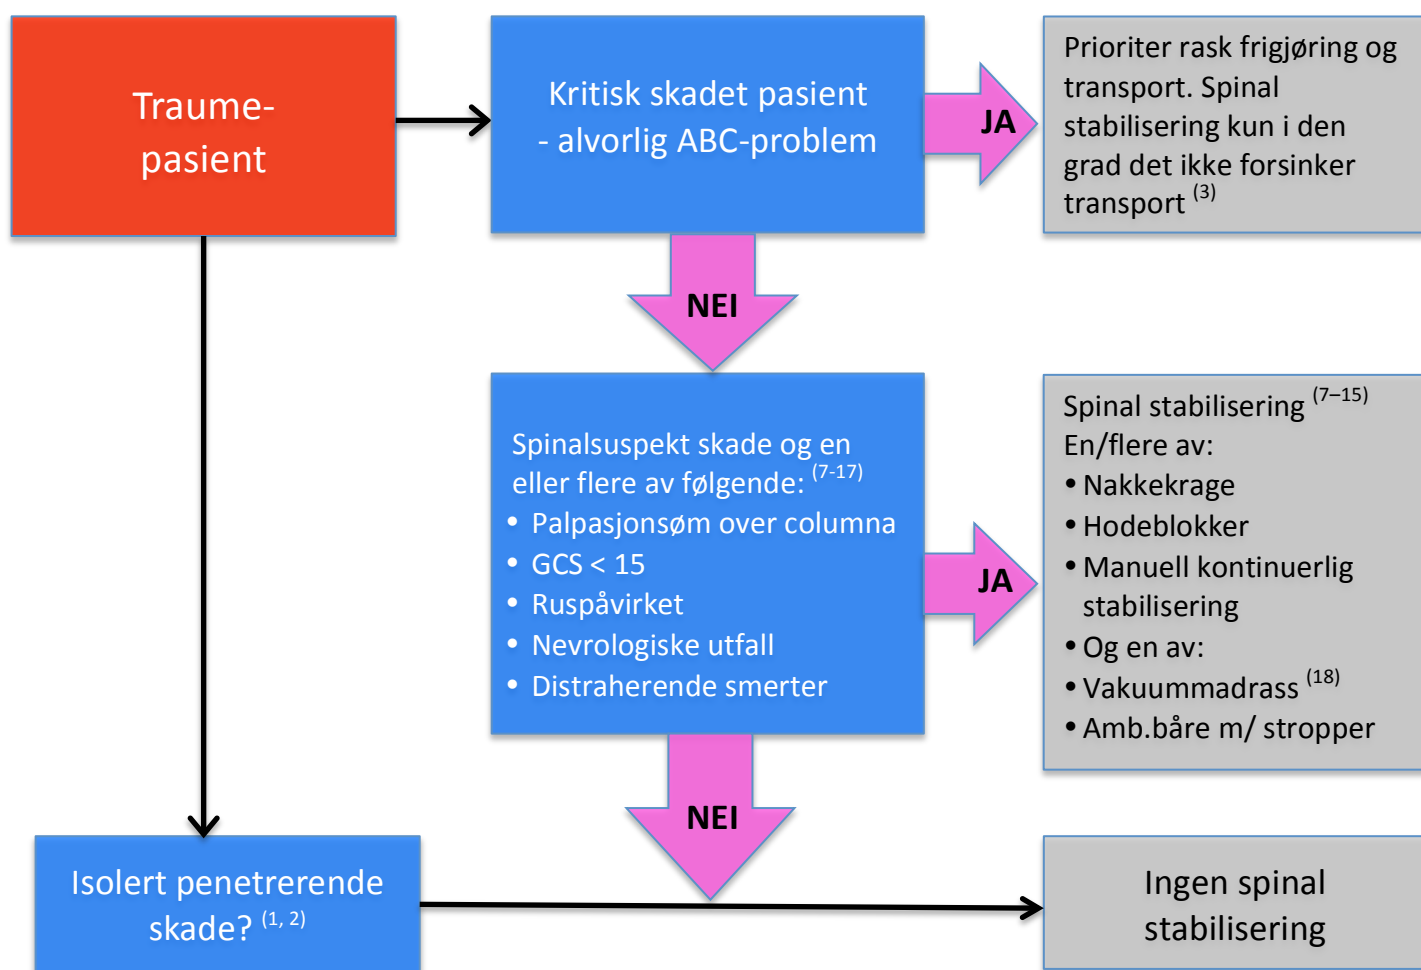 Traume-
pasient
Kritisk skadet pasient
- alvorlig ABC-problem
JA
Prioriter rask frigjøring og
transport. Spinal
stabilisering kun i den
grad det ikke forsinker
transport (3)
NEI
Spinalsuspekt skade og en
eller flere av følgende: (7-17)
• Palpasjonsøm over columna
• GCS < 15
• Ruspåvirket
• Nevrologiske utfall
• Distraherende smerter
JA
Spinal stabilisering (7–15)
En/flere av:
• Nakkekrage
• Hodeblokker
• Manuell kontinuerlig
stabilisering
• Og en av:
• Vakuummadrass (18)
• Amb.båre m/ stropper
NEI
Isolert penetrerende
skade? (1, 2)
Ingen spinal
stabilisering